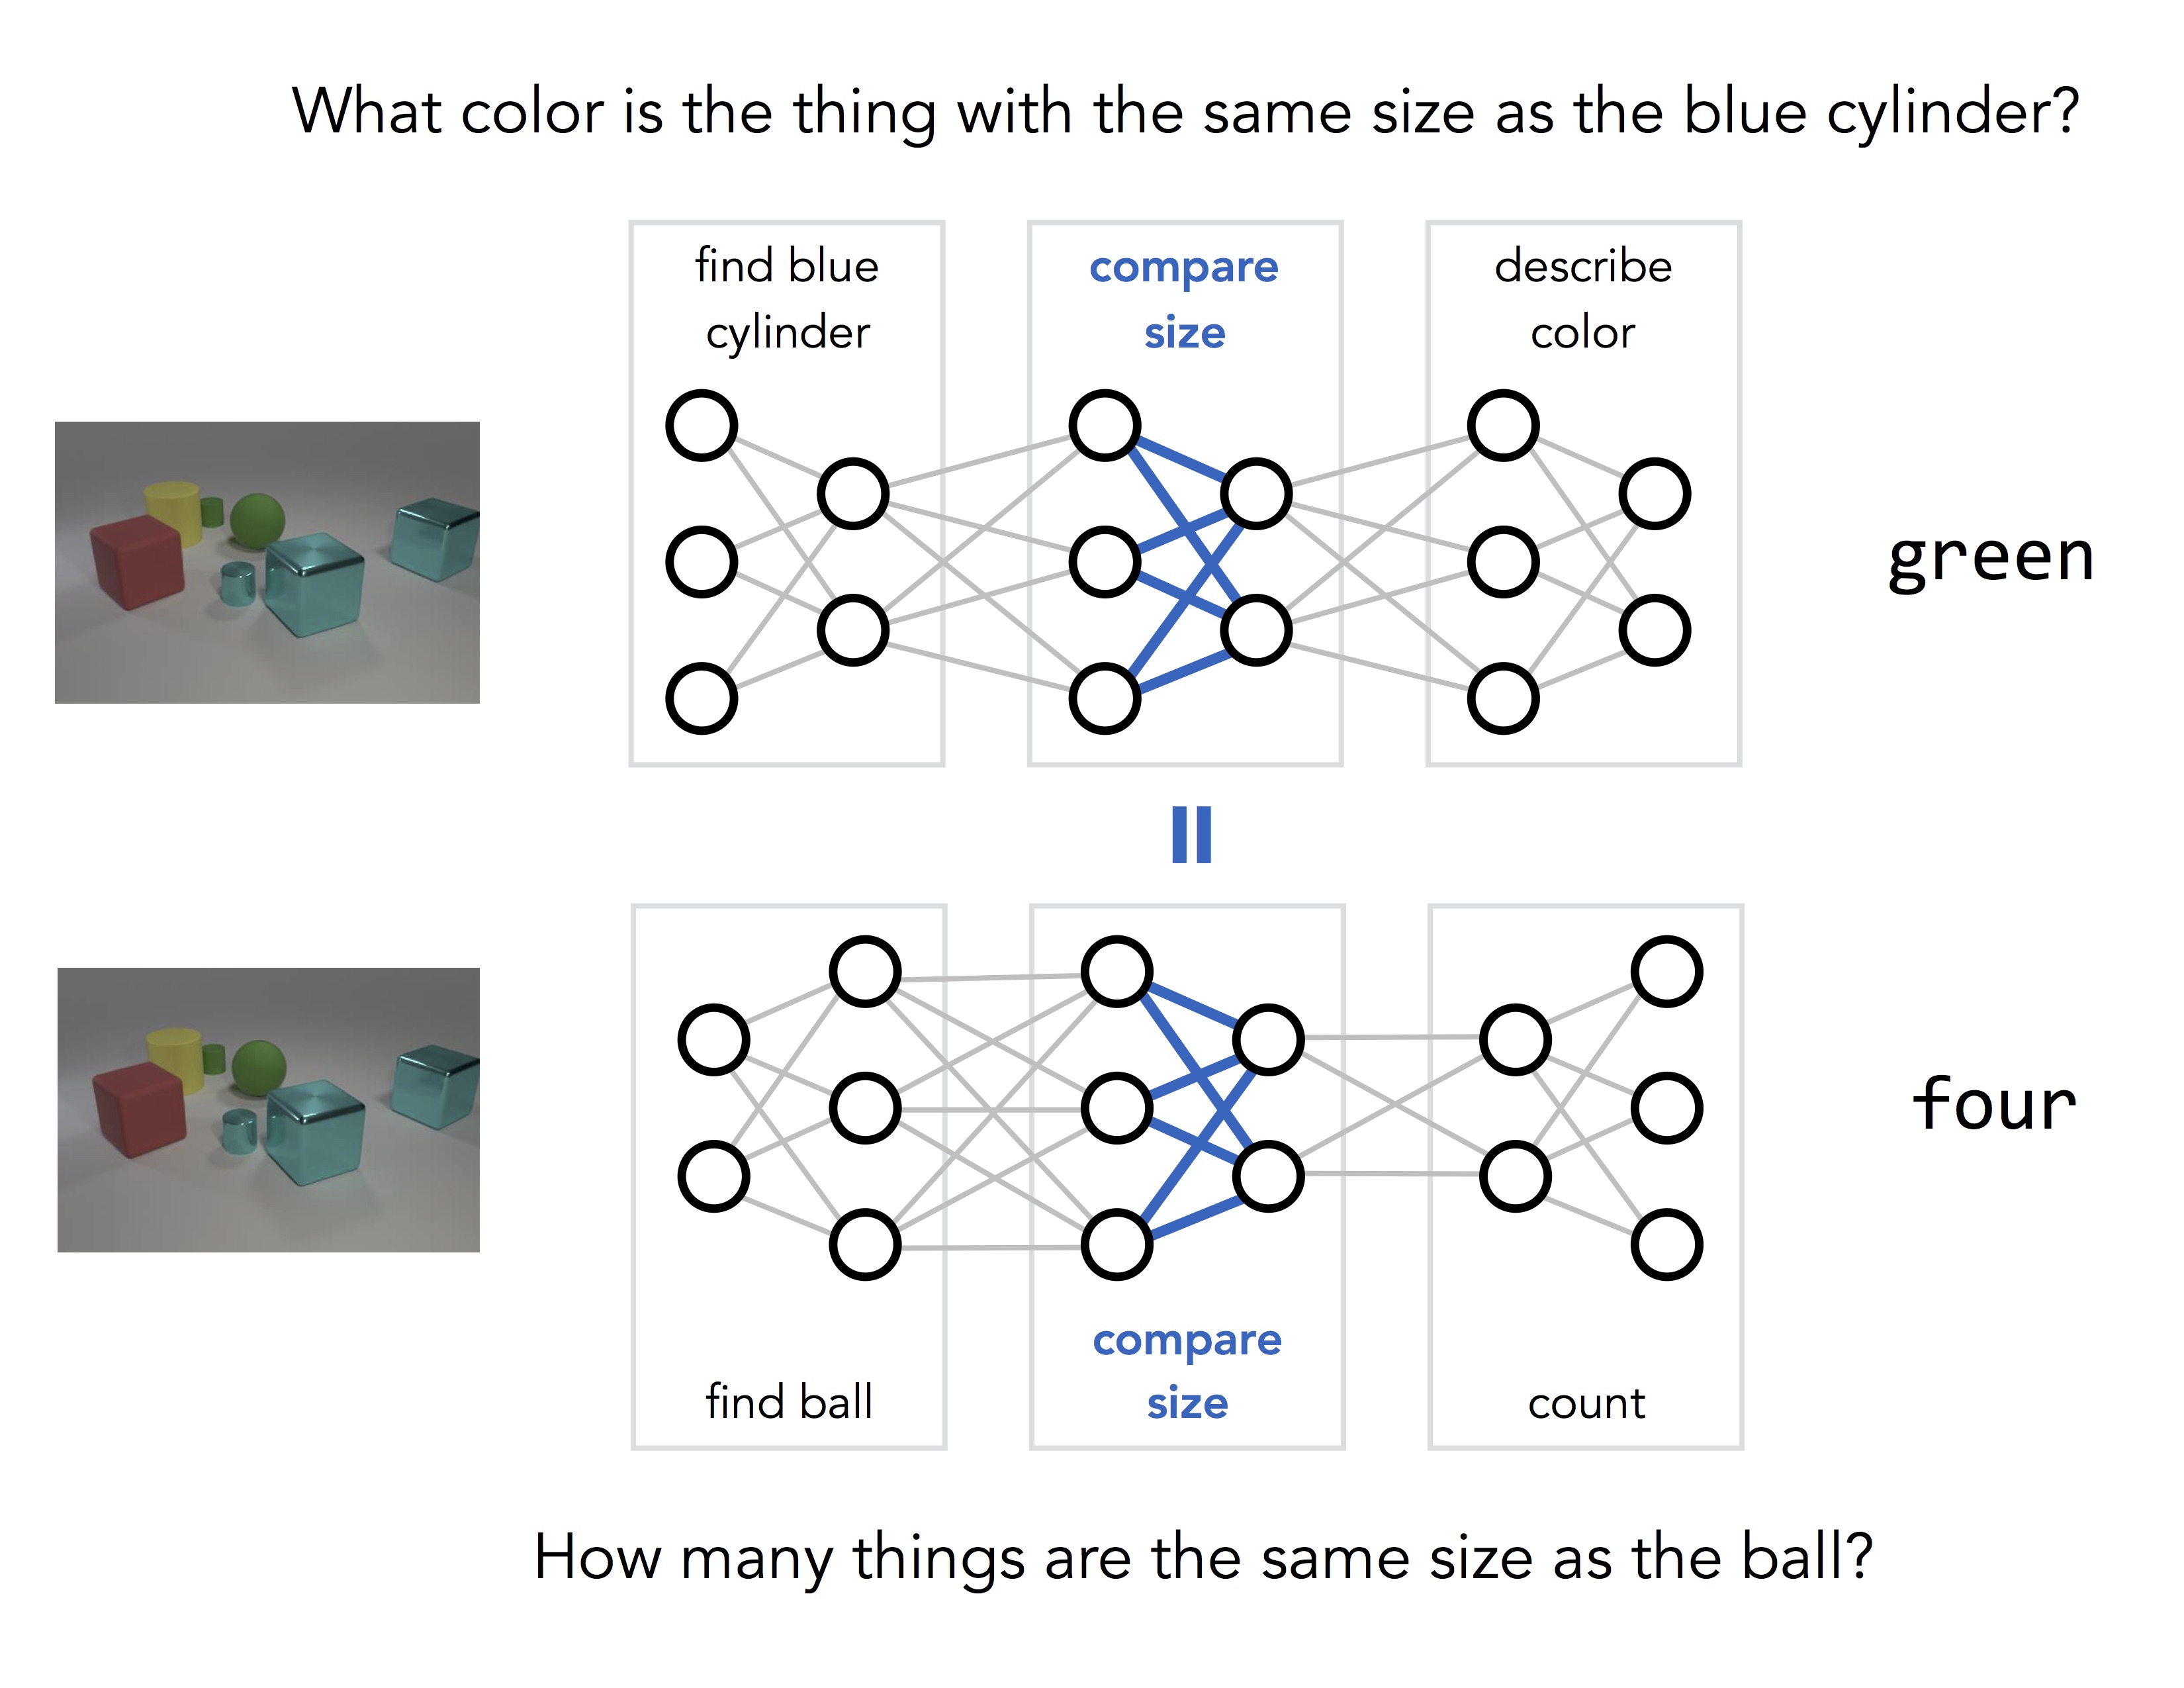 What color is the thing with the same size as the blue cylinder?
find blue
cylinder
compare
size
describe
color
green
four
find ball
compare
size
count
How many things are the same size as the ball?